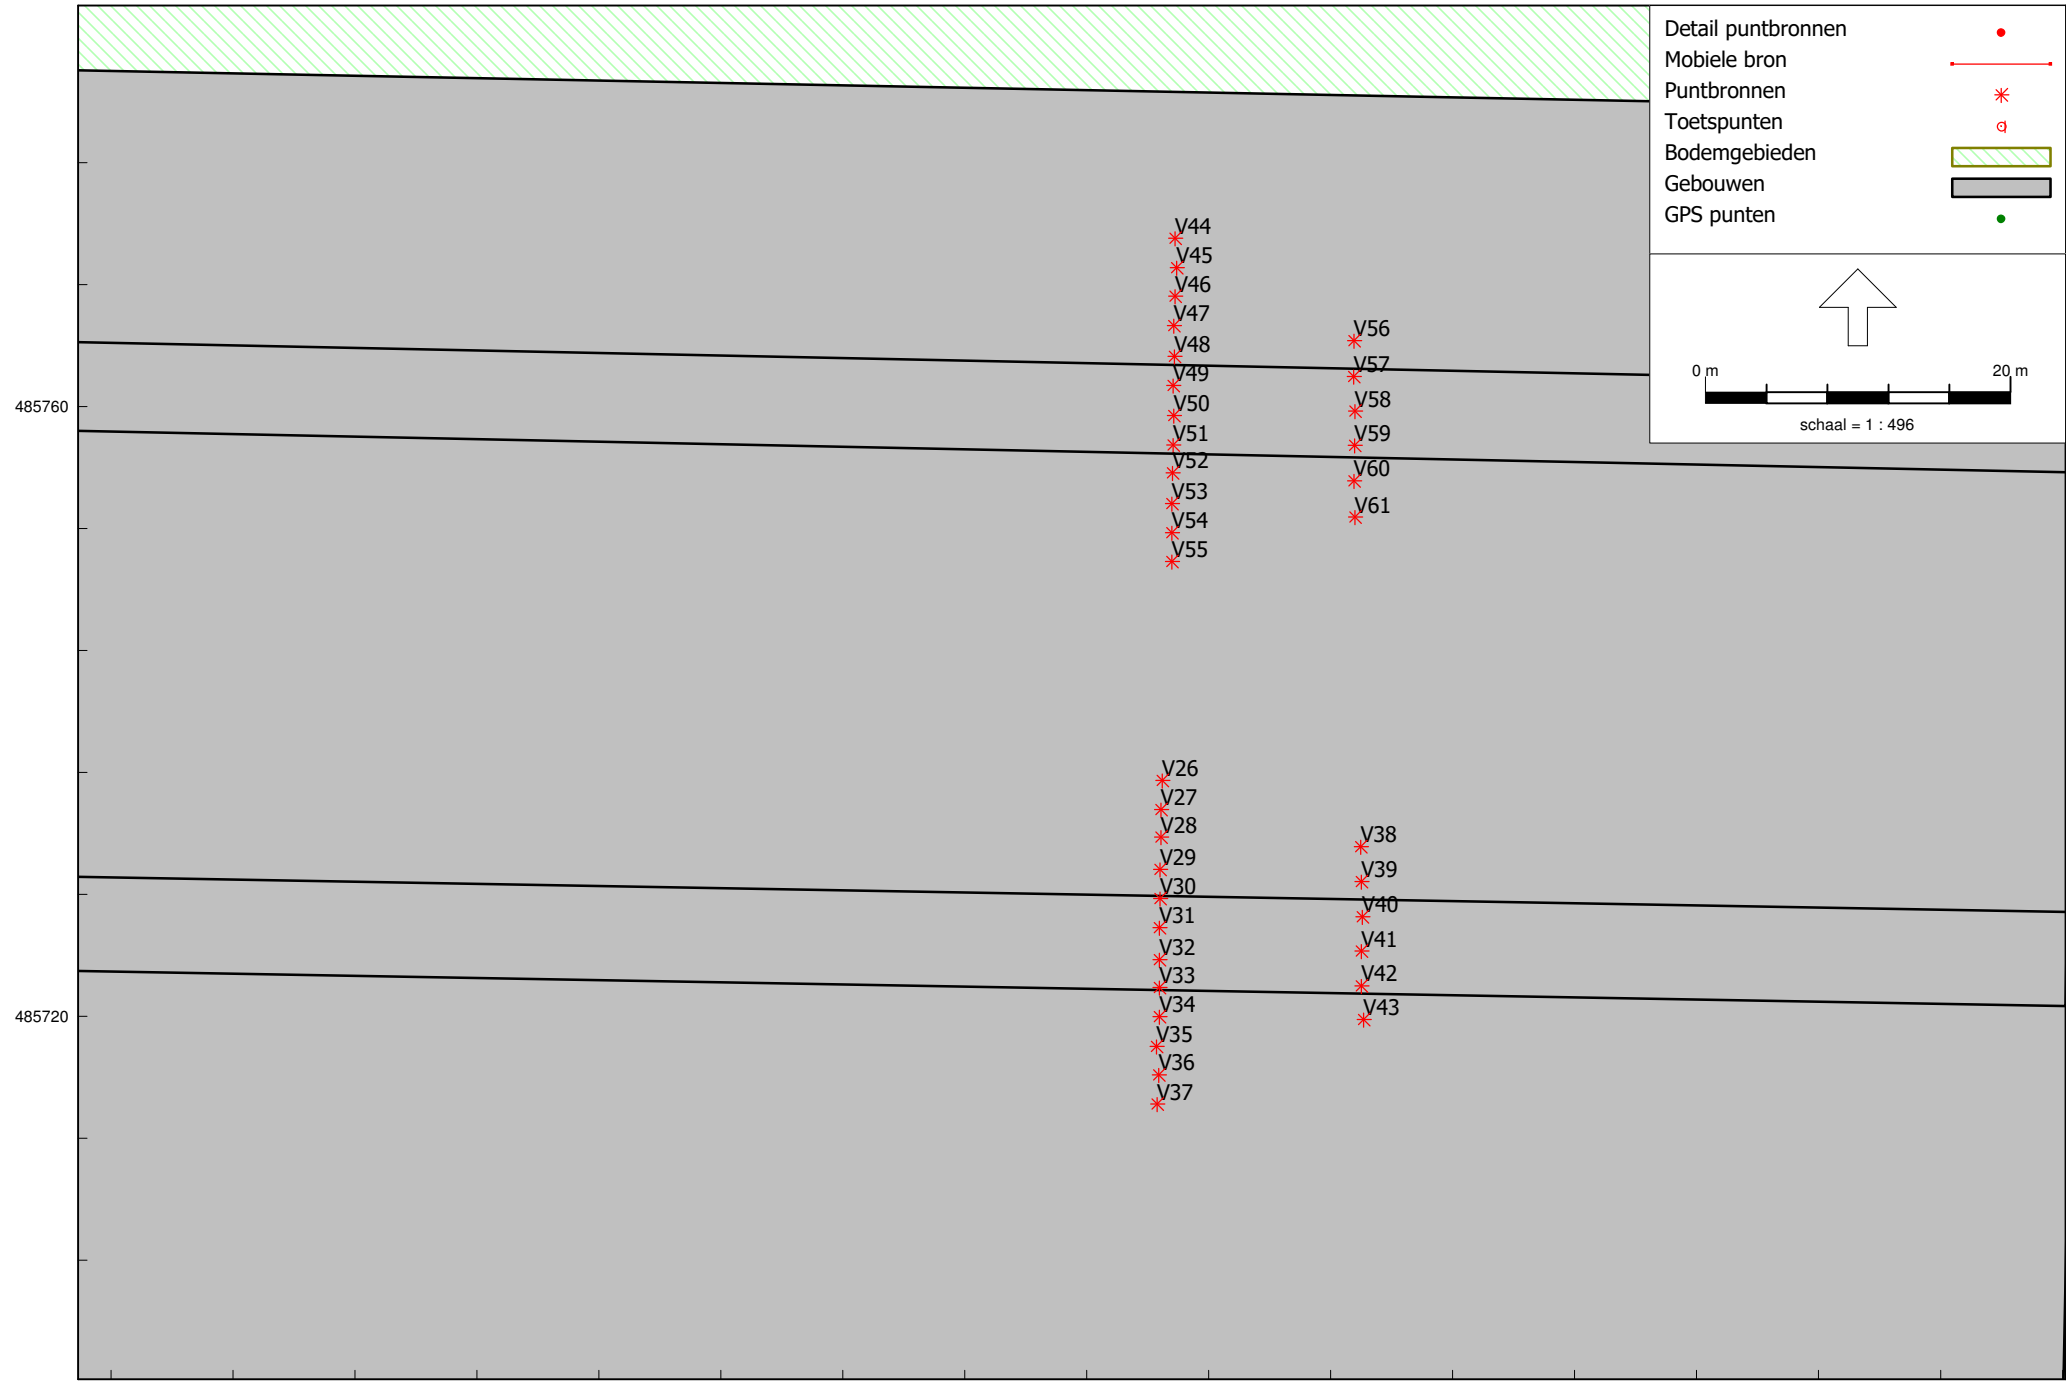 Detail puntbronnen
Mobiele bron
Puntbronnen
Toetspunten
Bodemgebieden
Gebouwen
GPS punten
0 m 20 m
schaal = 1 : 496
V44
V45
V46
V47
V48
V49
V50
V51
V52
V53
V54
V55
V56
V57
V58
V59
V60
V61
485760
V26
V27
V28
V29
V30
V31
V32
V33
V34
V35
V36
V37
V38
V39
V40
V41
V42
V43
485720